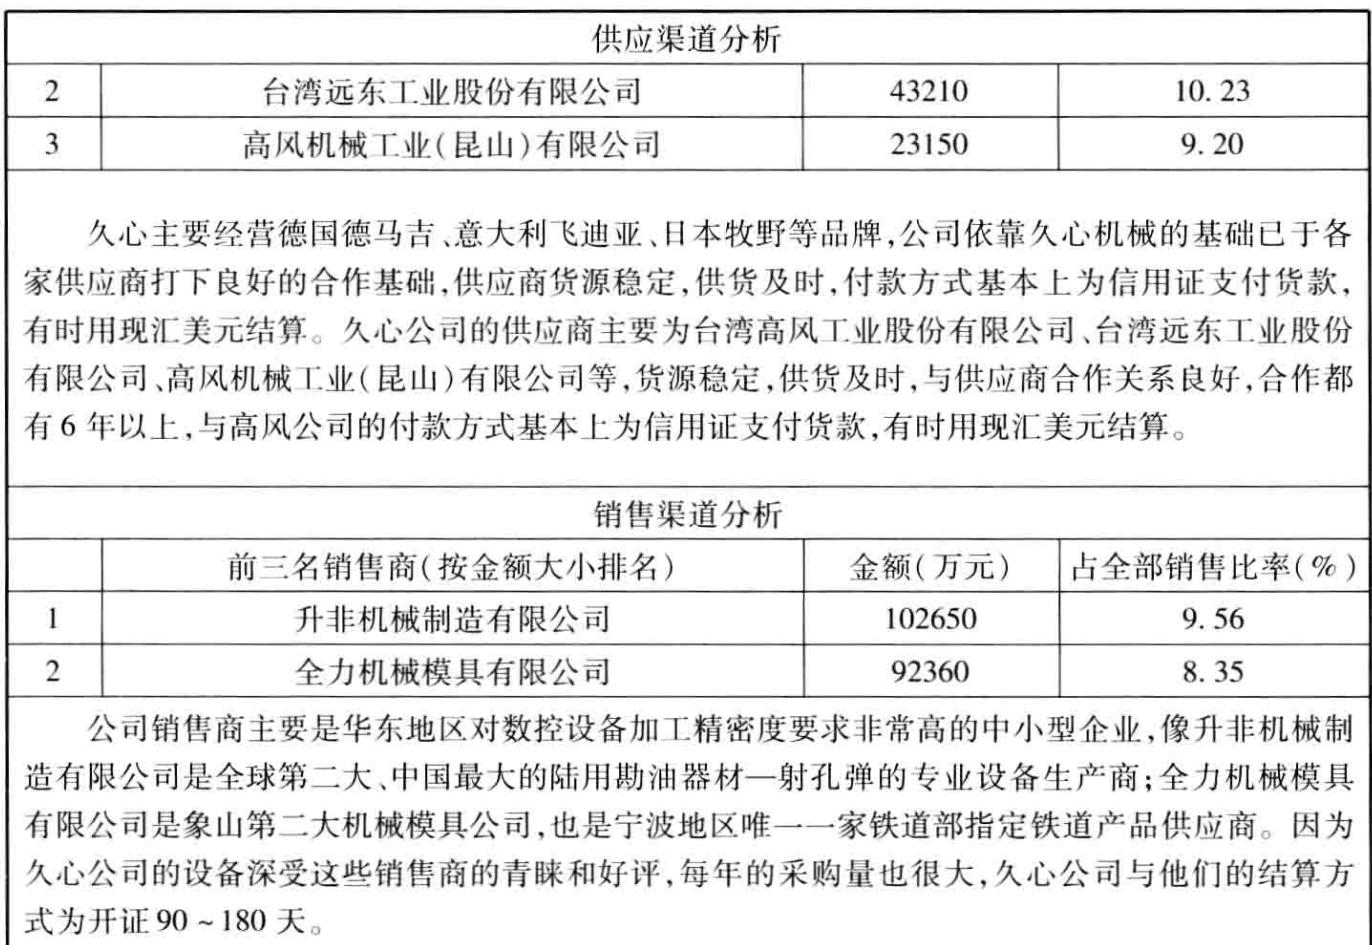 供应渠道分析
2 台湾远东工业股份有限公司 43210 10.23
3 高风机械工业(昆山)有限公司 23150 9.20
久心主要经营德国德马吉、意大利飞迪亚、日本牧野等品牌,公司依靠久心机械的基础已于各
家供应商打下良好的合作基础,供应商货源稳定,供货及时,付款方式基本上为信用证支付货款,
有时用现汇美元结算。久心公司的供应商主要为台湾高风工业股份有限公司、台湾远东工业股份
有限公司、高风机械工业(昆山)有限公司等,货源稳定,供货及时,与供应商合作关系良好,合作都
有6年以上,与高风公司的付款方式基本上为信用证支付货款,有时用现汇美元结算。
销售渠道分析
前三名销售商(按金额大小排名) 金额(万元) 占全部销售比率(%)
1 升非机械制造有限公司 102650 9.56
2 全力机械模具有限公司 92360 8.35
公司销售商主要是华东地区对数控设备加工精密度要求非常高的中小型企业,像升非机械制
造有限公司是全球第二大、中国最大的陆用勘油器材—射孔弹的专业设备生产商;全力机械模具
有限公司是象山第二大机械模具公司,也是宁波地区唯一一家铁道部指定铁道产品供应商。因为
久心公司的设备深受这些销售商的青睐和好评,每年的采购量也很大,久心公司与他们的结算方
式为开证90~180天。